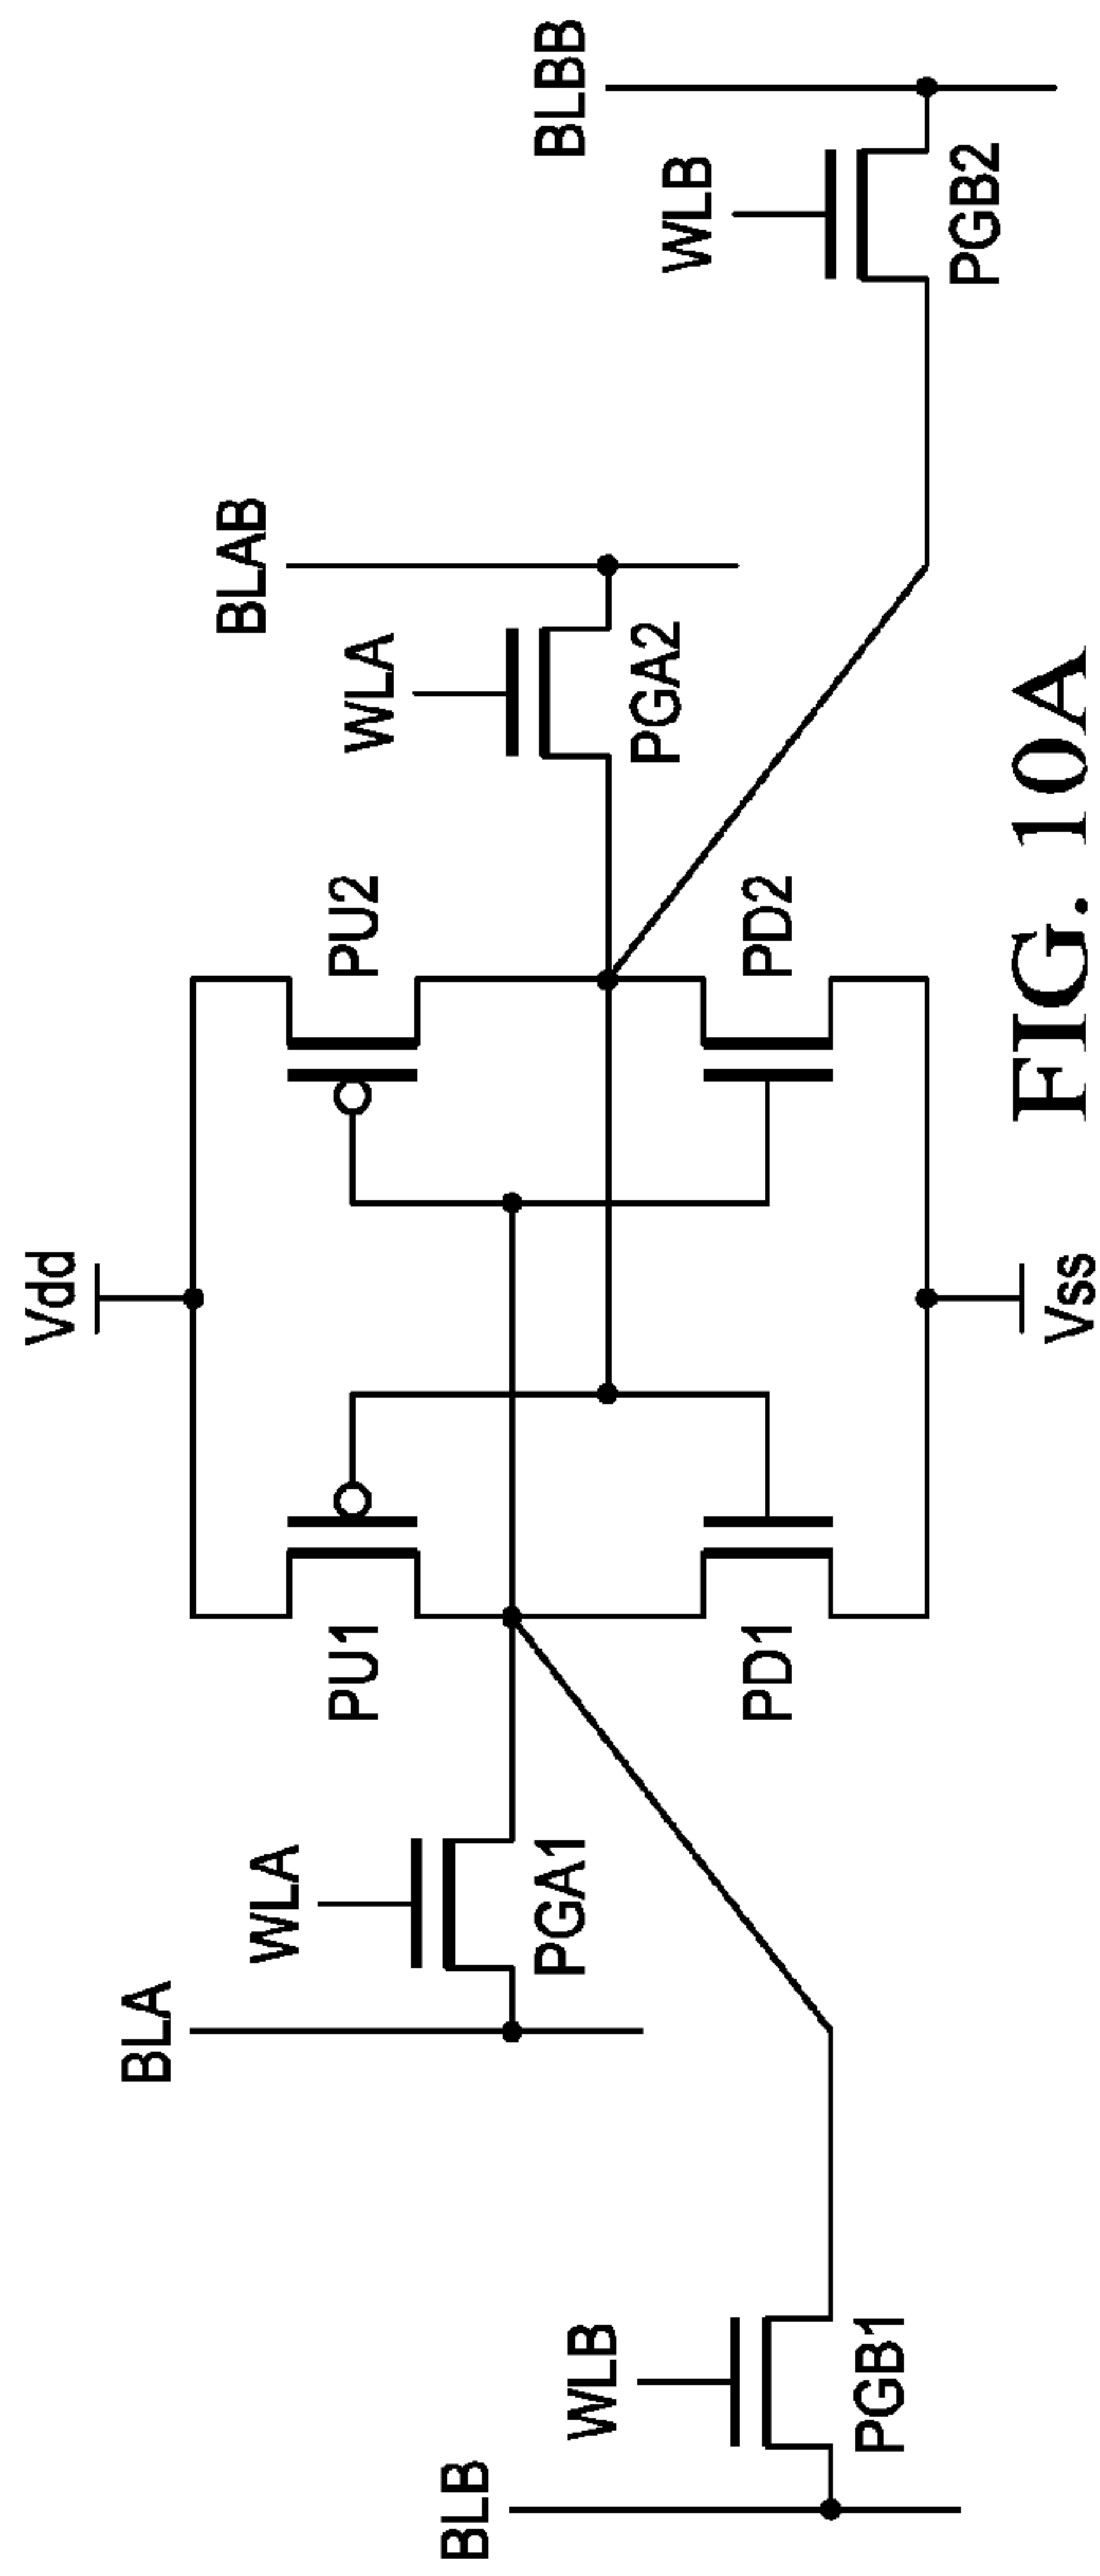 Vdd
BLAB
BLBB
BLA
WLA
PU1
PU2
WLA
WLB
BLB
WLB
PGA1
PGA2
PGB2
PD1
PD2
PGB1
Vss
FIG. 10A